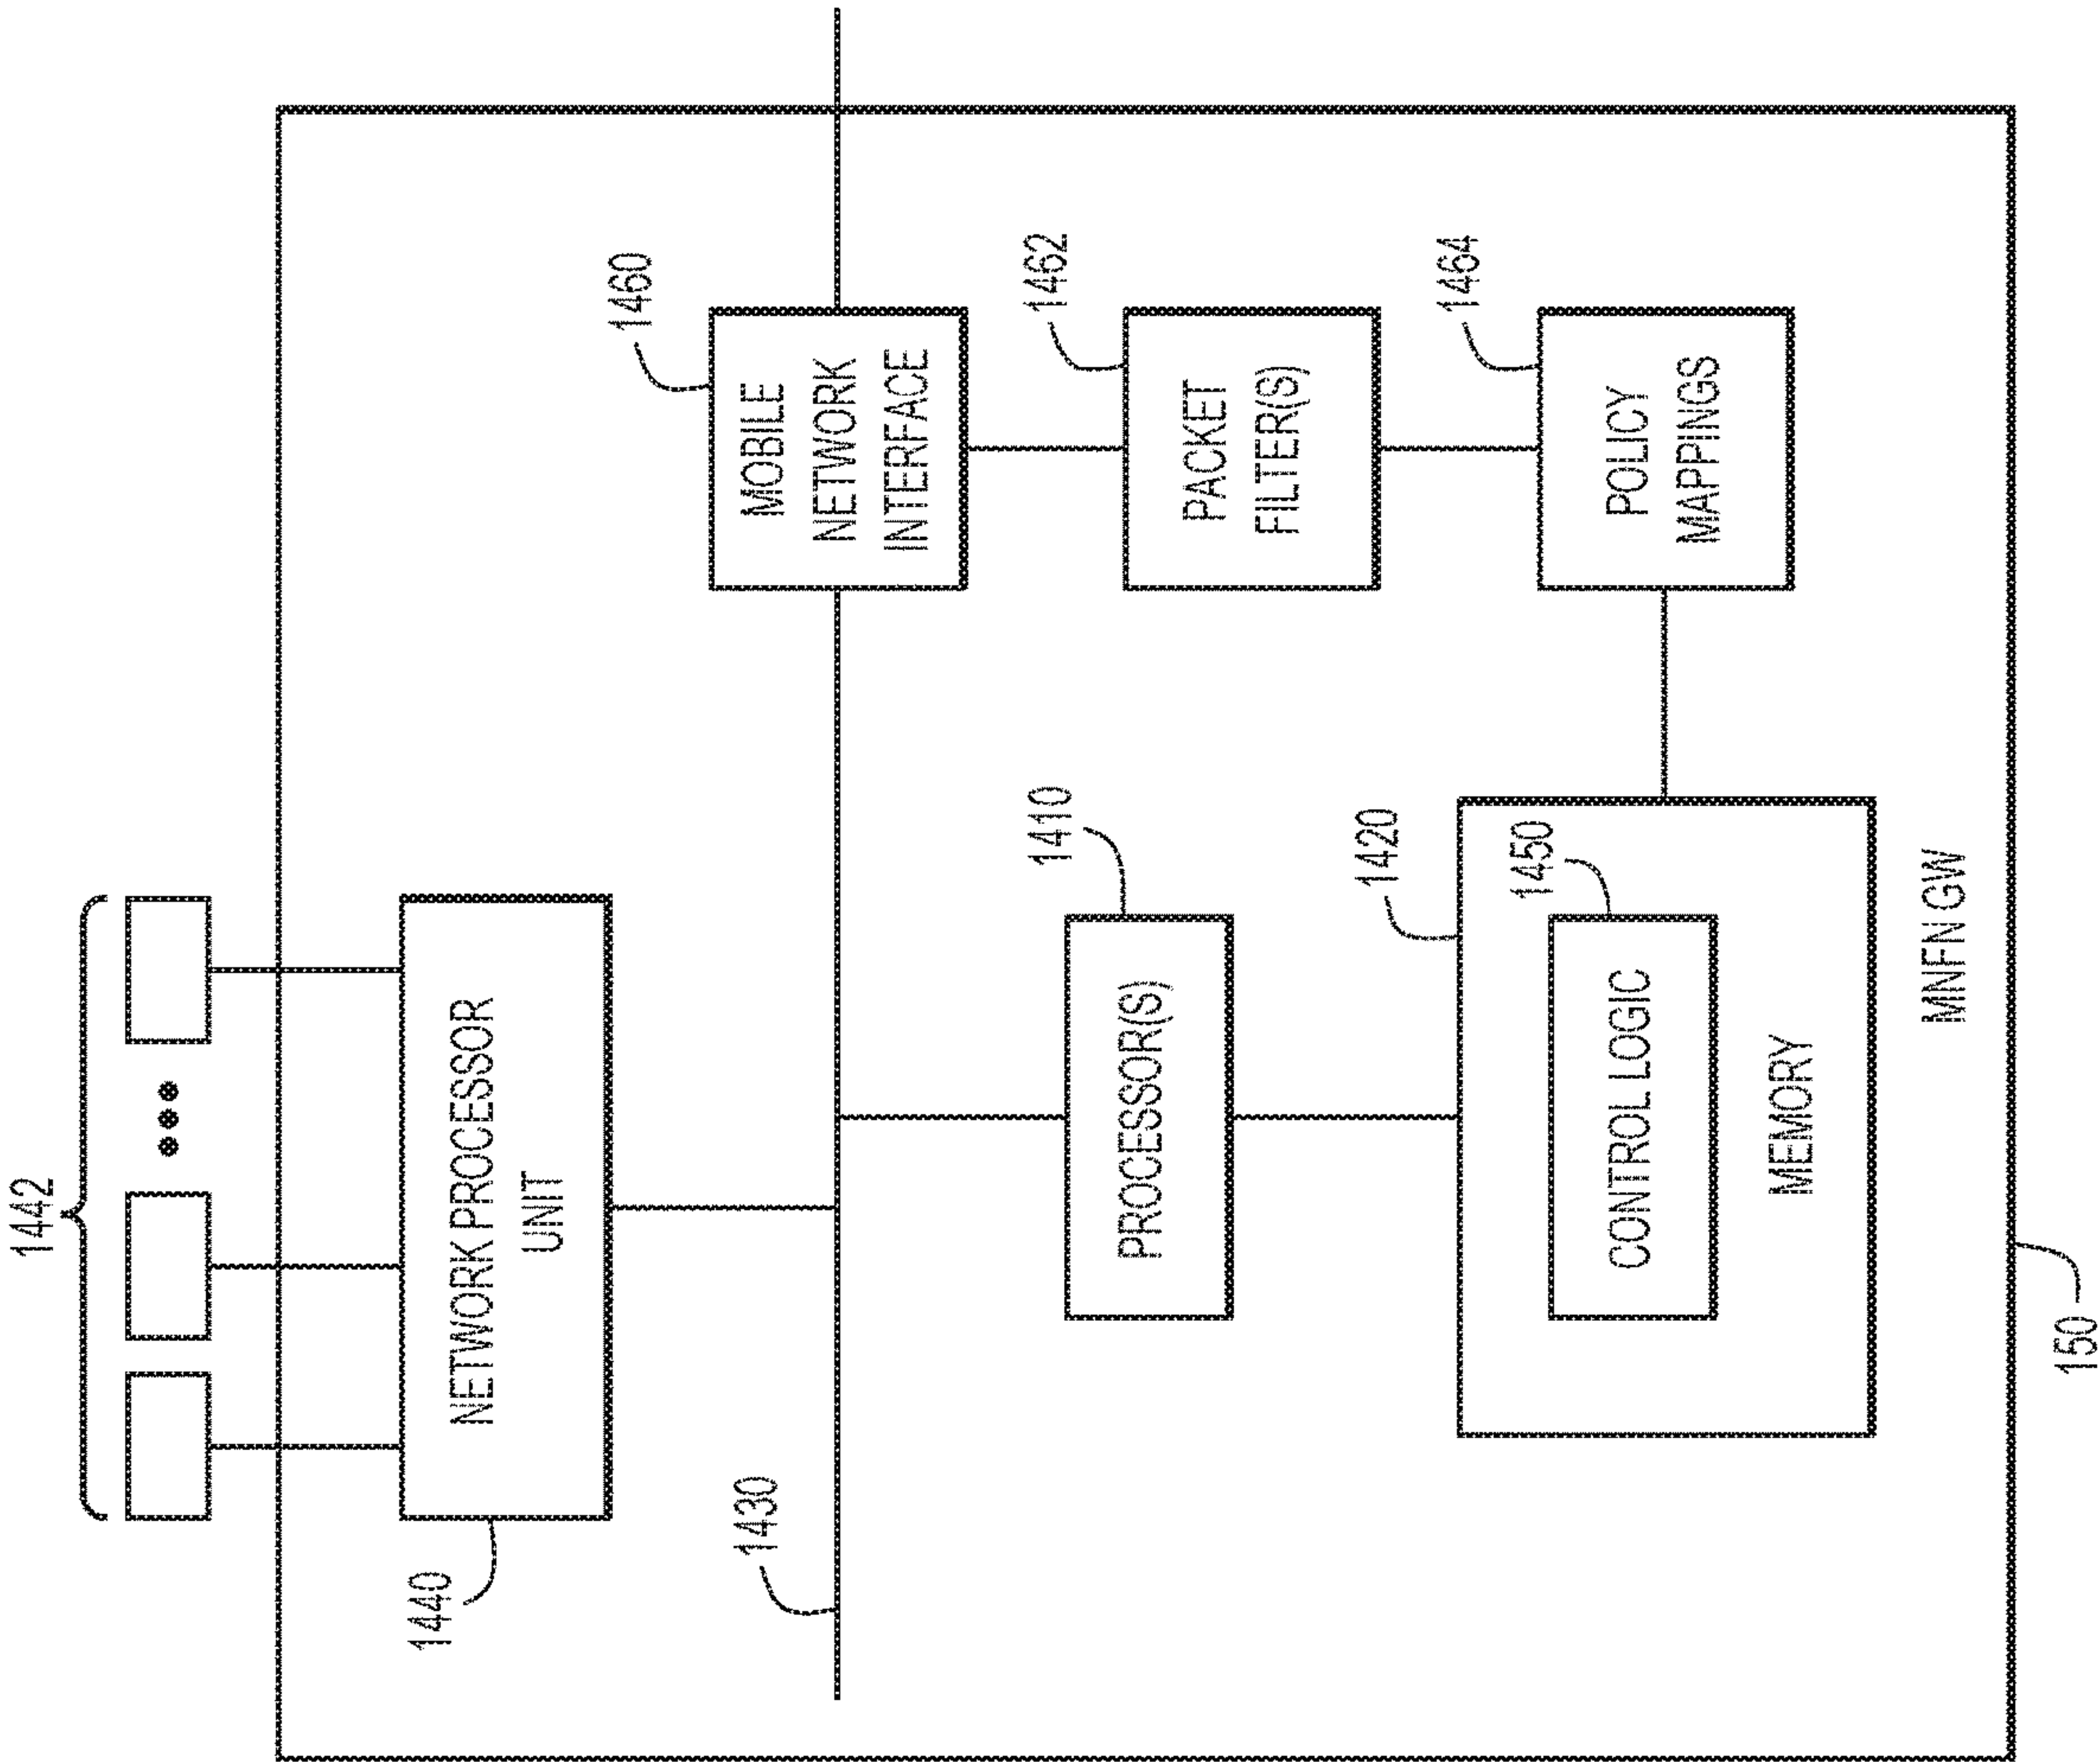 1442
NETWORK PROCESSOR
UNIT
1440
1430
1460
MOBILE
NETWORK
INTERFACE
1462
PACKET
FILTER(S)
1464
POLICY
MAPPINGS
1410
PROCESSOR(S)
1420
1450
CONTROL LOGIC
MEMORY
MNFN GW
150